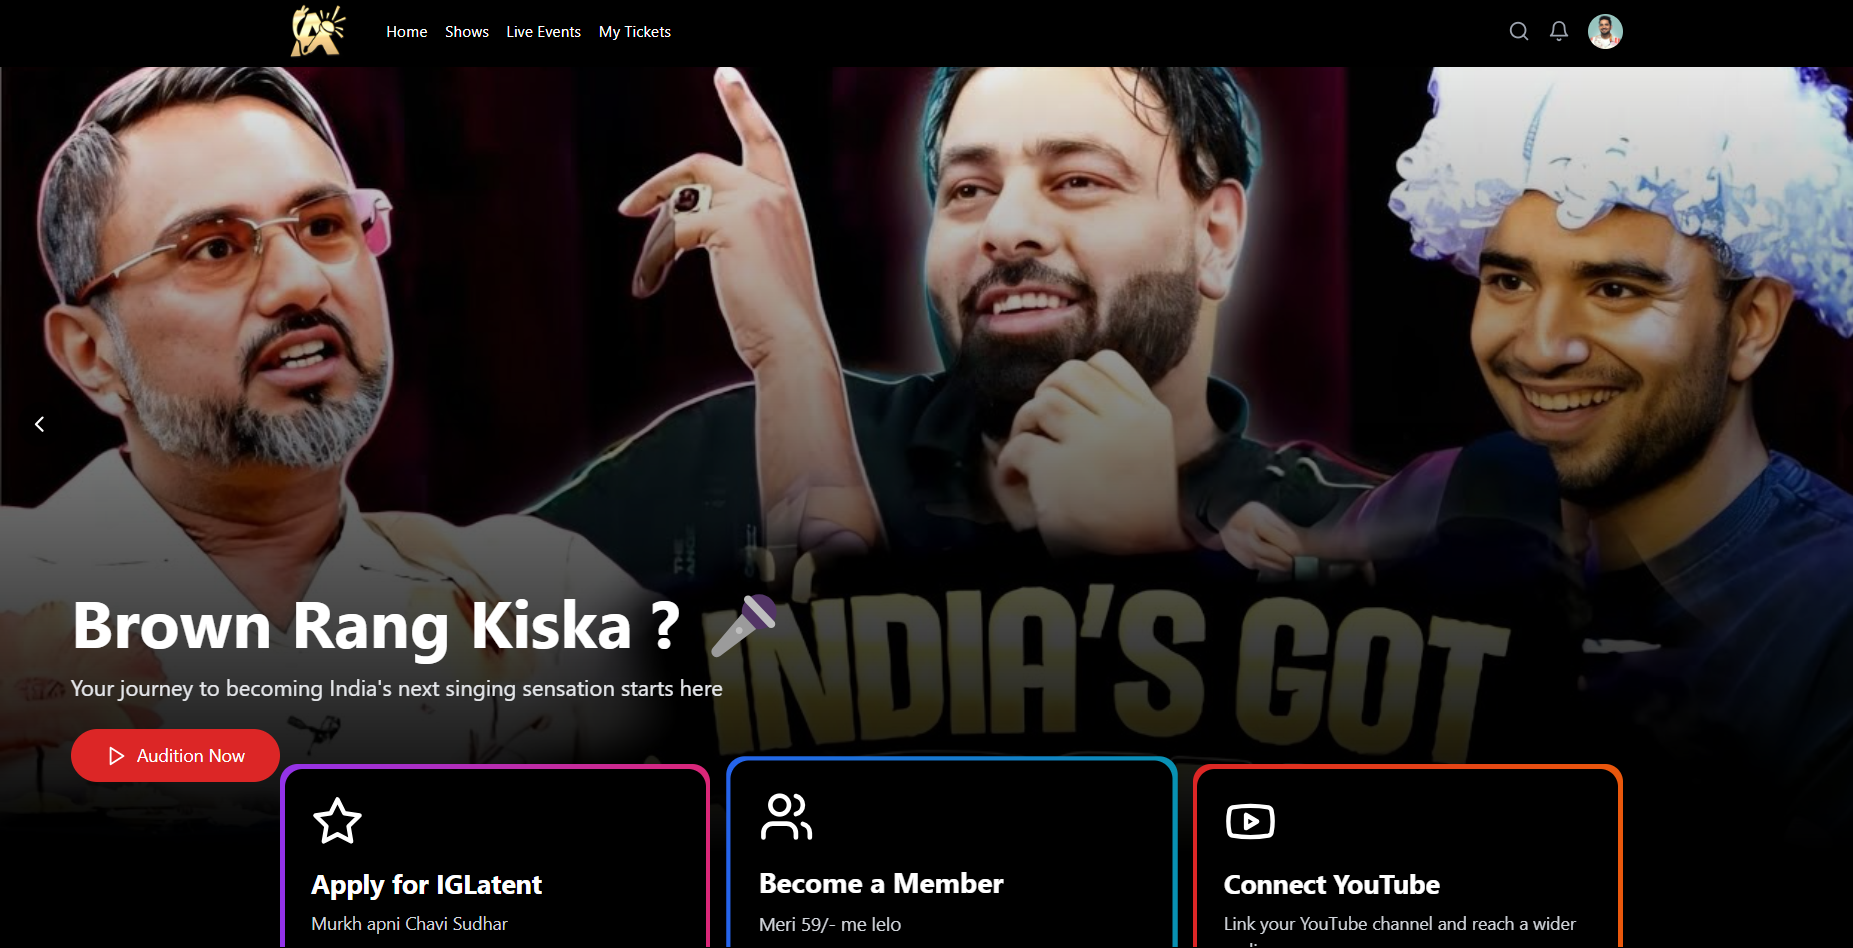 Home Shows Live Events My Tickets
INDIA'S GOT
Brown Rang Kiska ?
Your journey to becoming India's next singing sensation starts here
Audition Now
Apply for IGLatent
Murkh apni Chavi Sudhar
Become a Member
Meri 59/- me lelo
Connect YouTube
Link your YouTube channel and reach a wider